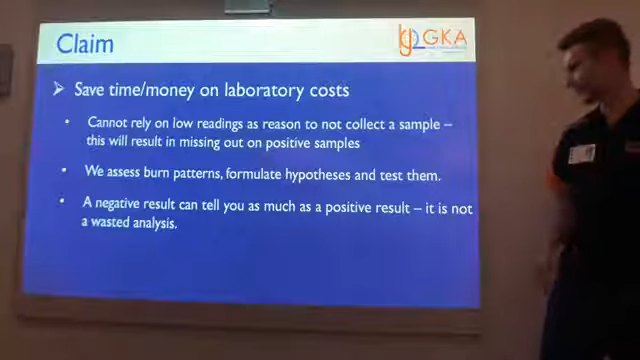 Claim
GKA
➤ Save time/money on laboratory costs
• Cannot rely on low readings as reason to not collect a sample –
this will result in missing out on positive samples
• We assess burn patterns, formulate hypotheses and test them.
• A negative result can tell you as much as a positive result – it is not
a wasted analysis.